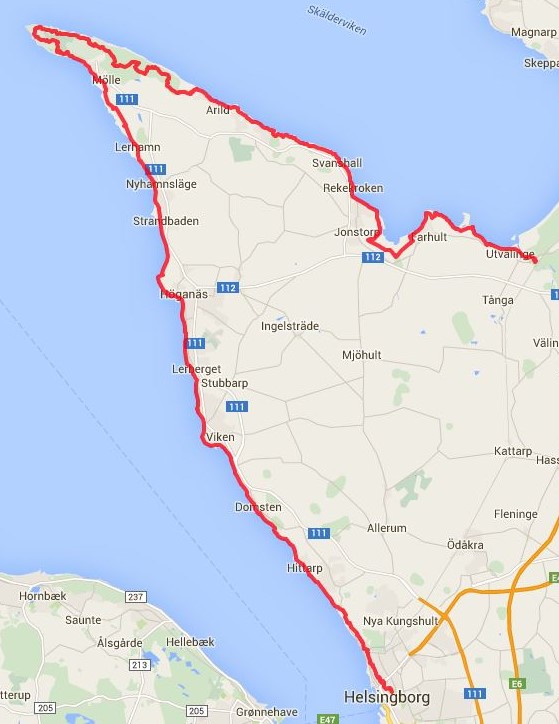 Skälderviken
Magnarp
Skeppa
Mölle
111
Arild
Lerhamn
111
Svanshall
Nyhamnsläge
Rekekroken
Strandbaden
Jonstorp
Farhult
112
Utvälinge
Höganäs
112
1
Tånga
Ingelsträde
Välin
111
Mjöhult
Lerberget
Stubbarp
111
Viken
Kattarp
Hass
Domsten
Fleninge
111
Allerum
Ödåkra
Hittarp
E4
Hornbæk
237
Saunte
Nya Kungshult
Ålsgårde
Hellebæk
213
E6
tterup
205
205
Grønnehave
E47
Helsingborg
111